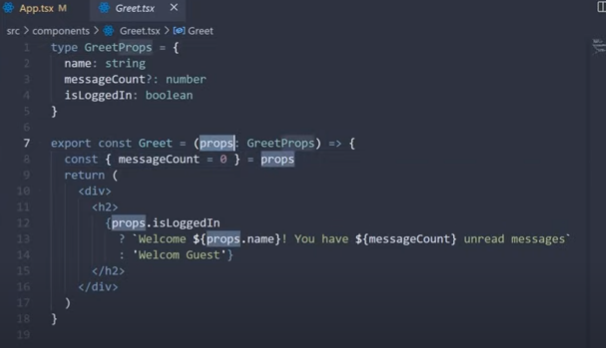 App.tsx M
Greet.tsx
src > components > Greet.tsx > Greet
1 type GreetProps = {
2 name: string
3 messageCount?: number
4 isLoggedIn: boolean
5 }
6
7 export const Greet = (props: GreetProps) => {
8 const { messageCount = 0 } = props
9 return (
10 <div>
11 <h2>
12 {props.isLoggedIn
13 ? `Welcome ${props.name}! You have ${messageCount} unread messages`
14 : 'Welcom Guest'}
15 </h2>
16 </div>
17 )
18 }
19